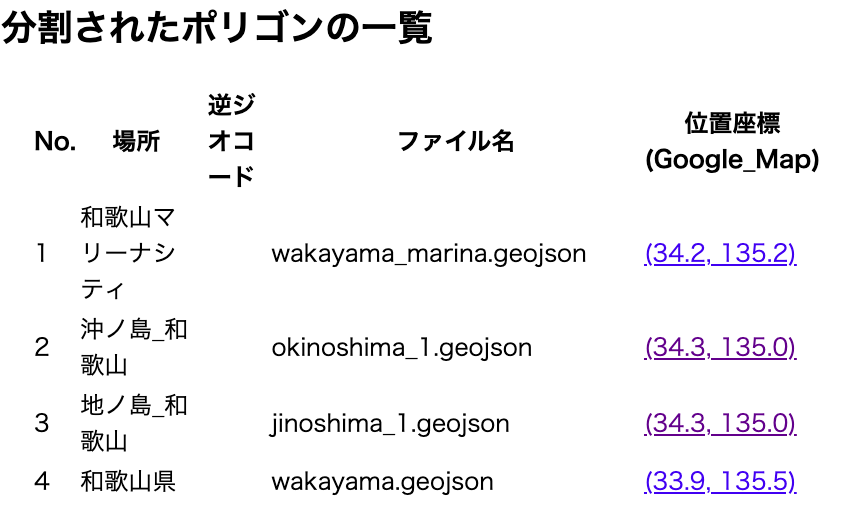 分割されたポリゴンの一覧
No. 場所 逆ジオコード ファイル名 位置座標(Google_Map)
1 和歌山マリーナシティ wakayama_marina.geojson (34.2, 135.2)
2 沖ノ島_和歌山 okinoshima_1.geojson (34.3, 135.0)
3 地ノ島_和歌山 jinoshima_1.geojson (34.3, 135.0)
4 和歌山県 wakayama.geojson (33.9, 135.5)